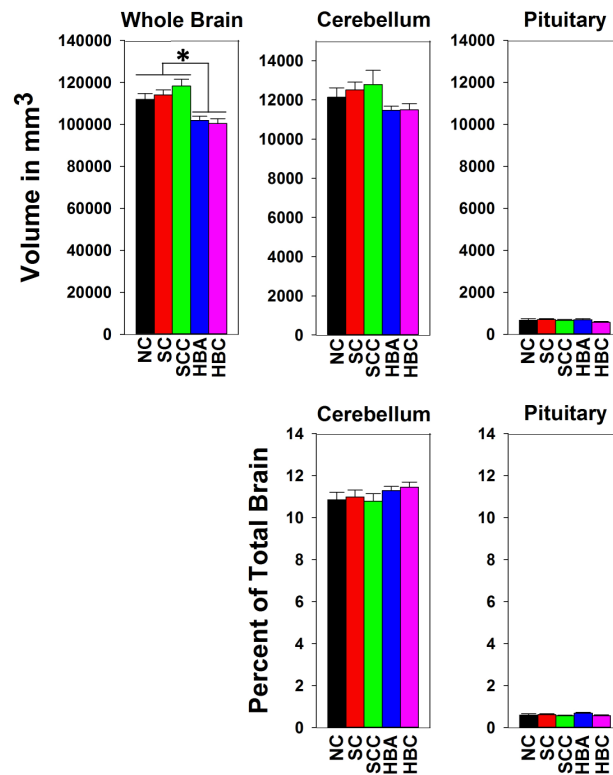 Whole Brain
Cerebellum
Pituitary
Volume in mm3
140000
120000
100000
80000
60000
40000
20000
0
*
NC
SC
SCC
HBA
HBC
14000
12000
10000
8000
6000
4000
2000
0
NC
SC
SCC
HBA
HBC
14000
12000
10000
8000
6000
4000
2000
0
NC
SC
SCC
HBA
HBC
Cerebellum
Pituitary
Percent of Total Brain
14
12
10
8
6
4
2
0
NC
SC
SCC
HBA
HBC
14
12
10
8
6
4
2
0
NC
SC
SCC
HBA
HBC